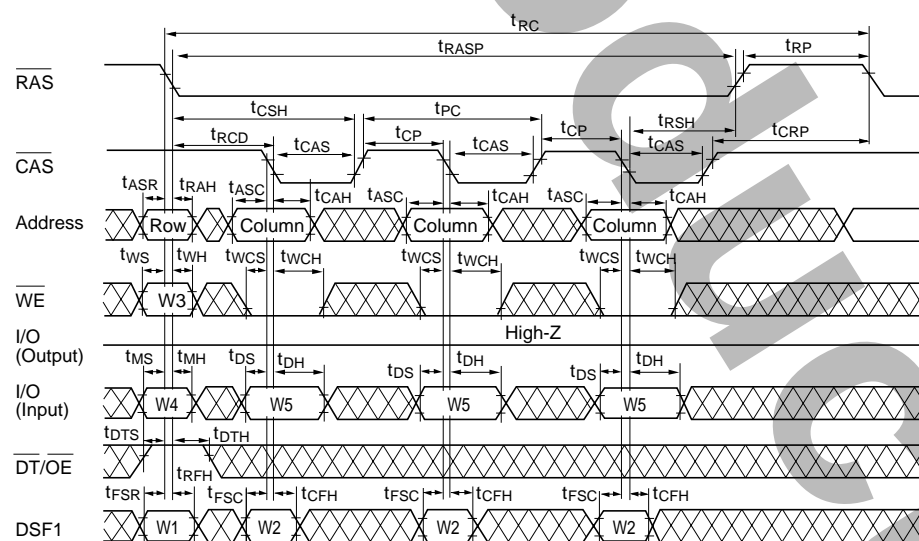 tRC
tRASP tRP
RAS
tCSH tPC tRSH
tRCD tCP tCP tCRP
CAS tCAS tCAS tCAS
tASR tRAH tASC tCAH tASC tCAH tASC tCAH
Address Row Column Column Column
tWS tWH tWCS tWCH tWCS tWCH tWCS tWCH
WE W3
I/O (Output) High-Z
tMS tMH tDS tDH tDS tDH tDS tDH
I/O (Input) W4 W5 W5 W5
tDTS tDTH
DT/OE
tRFH
tFSR tFSC tCFH tFSC tCFH tFSC tCFH
DSF1 W1 W2 W2 W2